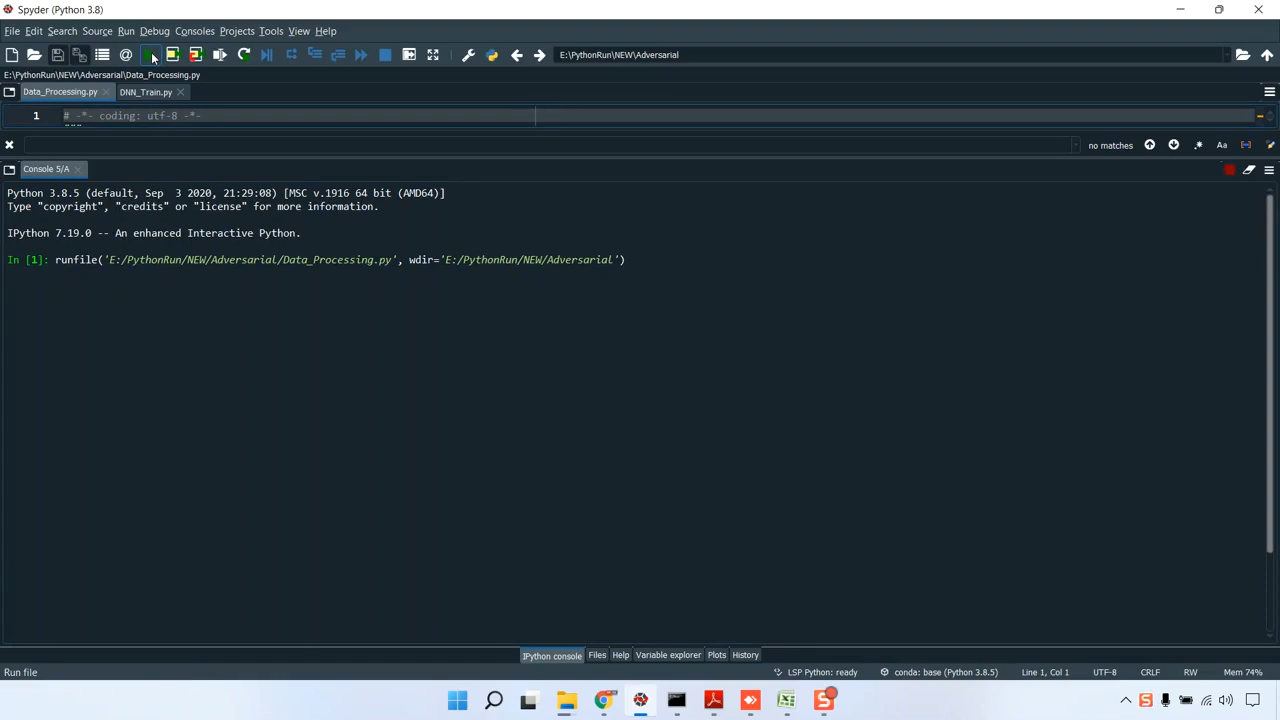 Spyder (Python 3.8)
File Edit Search Source Run Debug Consoles Projects Tools View Help
E:\PythonRun\NEW\Adversarial
E:\PythonRun\NEW\Adversarial\Data_Processing.py
Data_Processing.py DNN_Train.py
1 # -*- coding: utf-8 -*-
"""
no matches Aa
Console 5/A
Python 3.8.5 (default, Sep  3 2020, 21:29:08) [MSC v.1916 64 bit (AMD64)]
Type "copyright", "credits" or "license" for more information.
IPython 7.19.0 -- An enhanced Interactive Python.
In [1]: runfile('E:/PythonRun/NEW/Adversarial/Data_Processing.py', wdir='E:/PythonRun/NEW/Adversarial')
IPython console Files Help Variable explorer Plots History
Run file LSP Python: ready conda: base (Python 3.8.5) Line 1, Col 1 UTF-8 CRLF RW Mem 74%